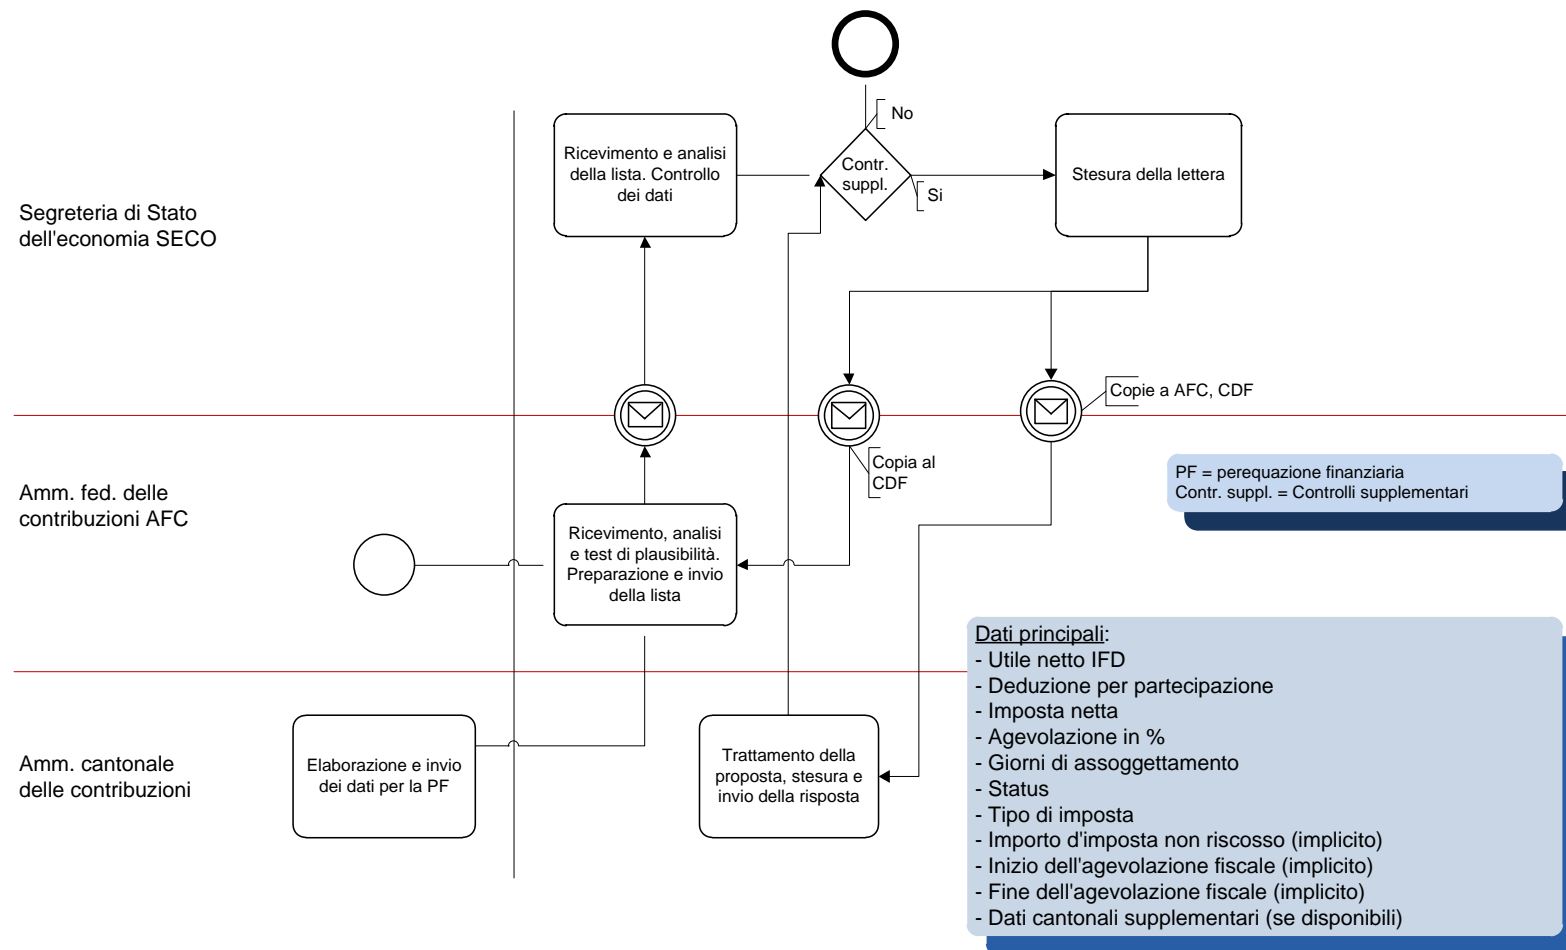 No
Ricevimento e analisi
della lista. Controllo
dei dati
Contr.
suppl.
Si
Stesura della lettera
Segreteria di Stato
dell'economia SECO
Copie a AFC, CDF
Copia al
CDF
PF = perequazione finanziaria
Contr. suppl. = Controlli supplementari
Amm. fed. delle
contribuzioni AFC
Ricevimento, analisi
e test di plausibilità.
Preparazione e invio
della lista
Amm. cantonale
delle contribuzioni
Elaborazione e invio
dei dati per la PF
Trattamento della
proposta, stesura e
invio della risposta
Dati principali:
- Utile netto IFD
- Deduzione per partecipazione
- Imposta netta
- Agevolazione in %
- Giorni di assoggettamento
- Status
- Tipo di imposta
- Importo d'imposta non riscosso (implicito)
- Inizio dell'agevolazione fiscale (implicito)
- Fine dell'agevolazione fiscale (implicito)
- Dati cantonali supplementari (se disponibili)